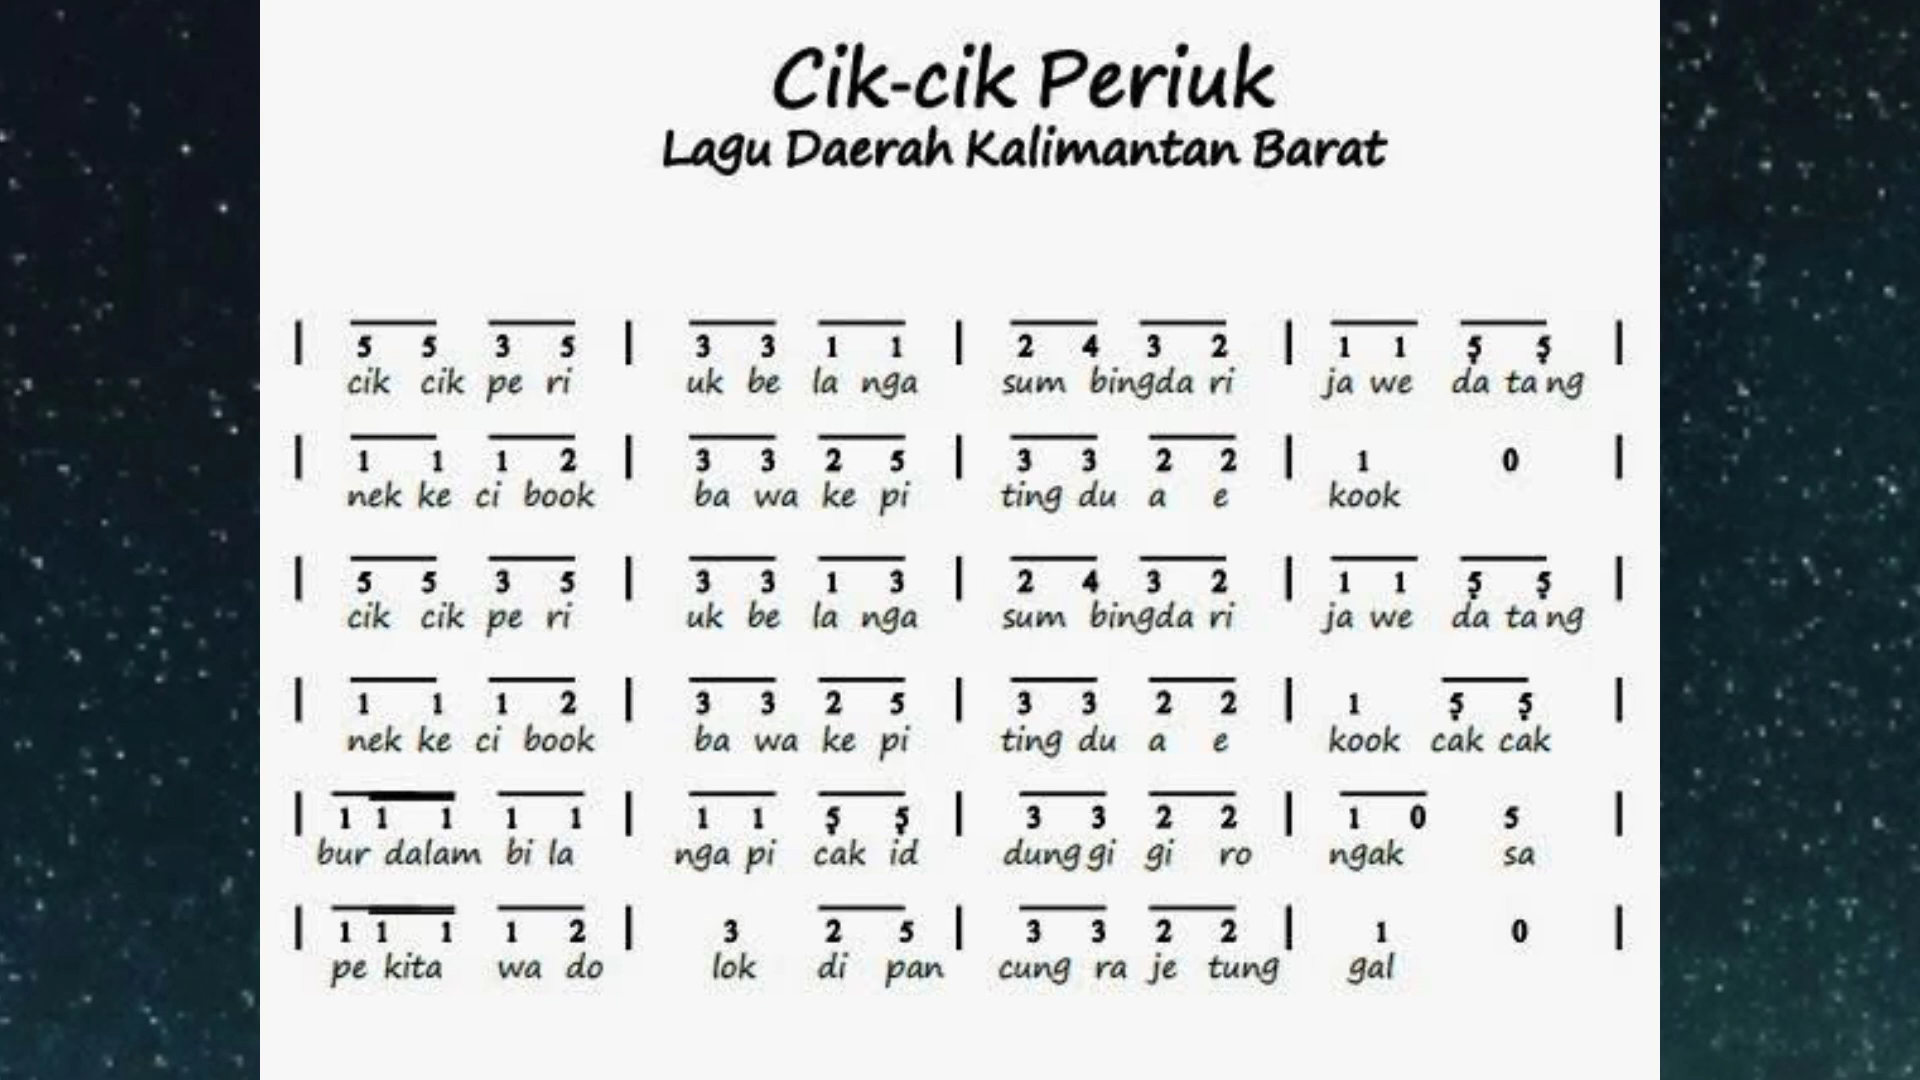 Cik-cik Periuk
Lagu Daerah Kalimantan Barat
| 5 5 3 5 | 3 3 1 1 | 2 4 3 2 | 1 1 5̣ 5̣ |
cik cik pe ri uk be la nga sum bingda ri ja we da ta ng
| 1 1 1 2 | 3 3 2 5 | 3 3 2 2 | 1 0 |
nek ke ci book ba wa ke pi ting du a e kook
| 5 5 3 5 | 3 3 1 3 | 2 4 3 2 | 1 1 5̣ 5̣ |
cik cik pe ri uk be la nga sum bingda ri ja we da ta ng
| 1 1 1 2 | 3 3 2 5 | 3 3 2 2 | 1 5̣ 5̣ |
nek ke ci book ba wa ke pi ting du a e kook cak cak
| 1 1 1 1 1 | 1 1 5̣ 5̣ | 3 3 2 2 | 1 0 5 |
bur dalam bi la nga pi cak id dung gi gi ro ngak sa
| 1 1 1 1 2 | 3 2 5 | 3 3 2 2 | 1 0 |
pe kita wa do lok di pan cung ra je tung gal